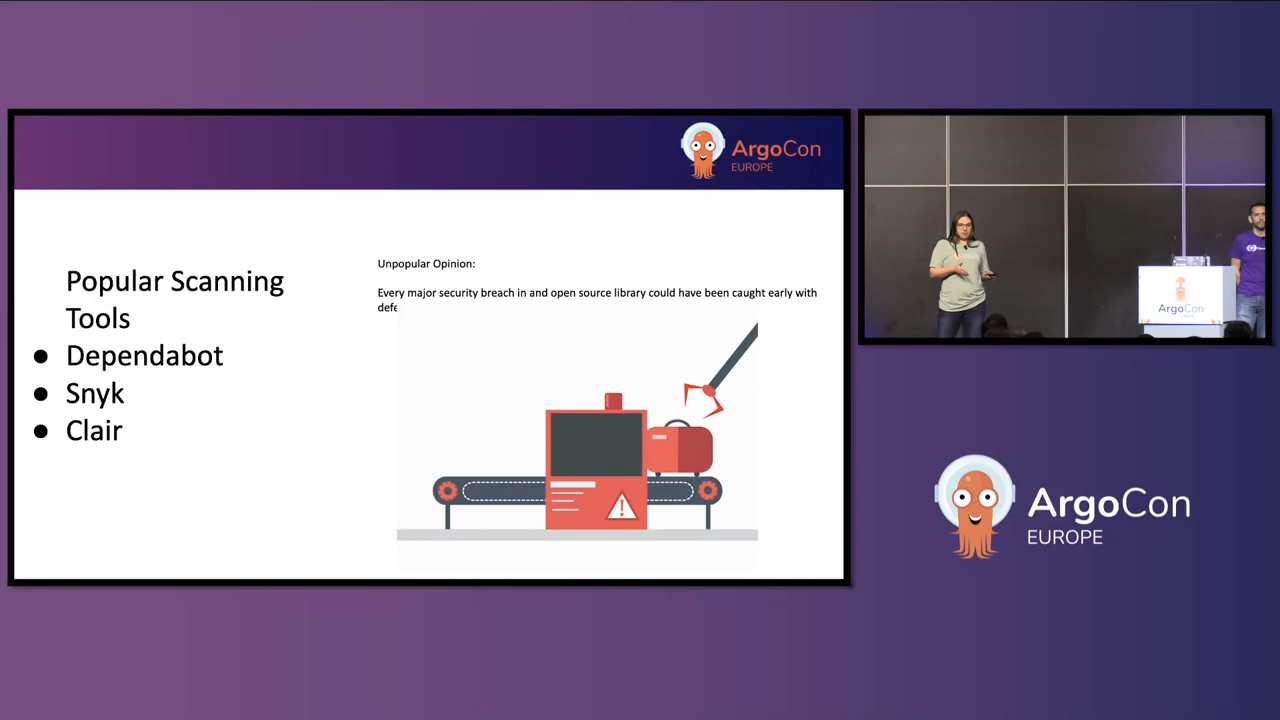 ArgoCon
EUROPE
Popular Scanning
Tools
● Dependabot
● Snyk
● Clair
Unpopular Opinion:
Every major security breach in and open source library could have been caught early with
ArgoCon
ArgoCon
EUROPE